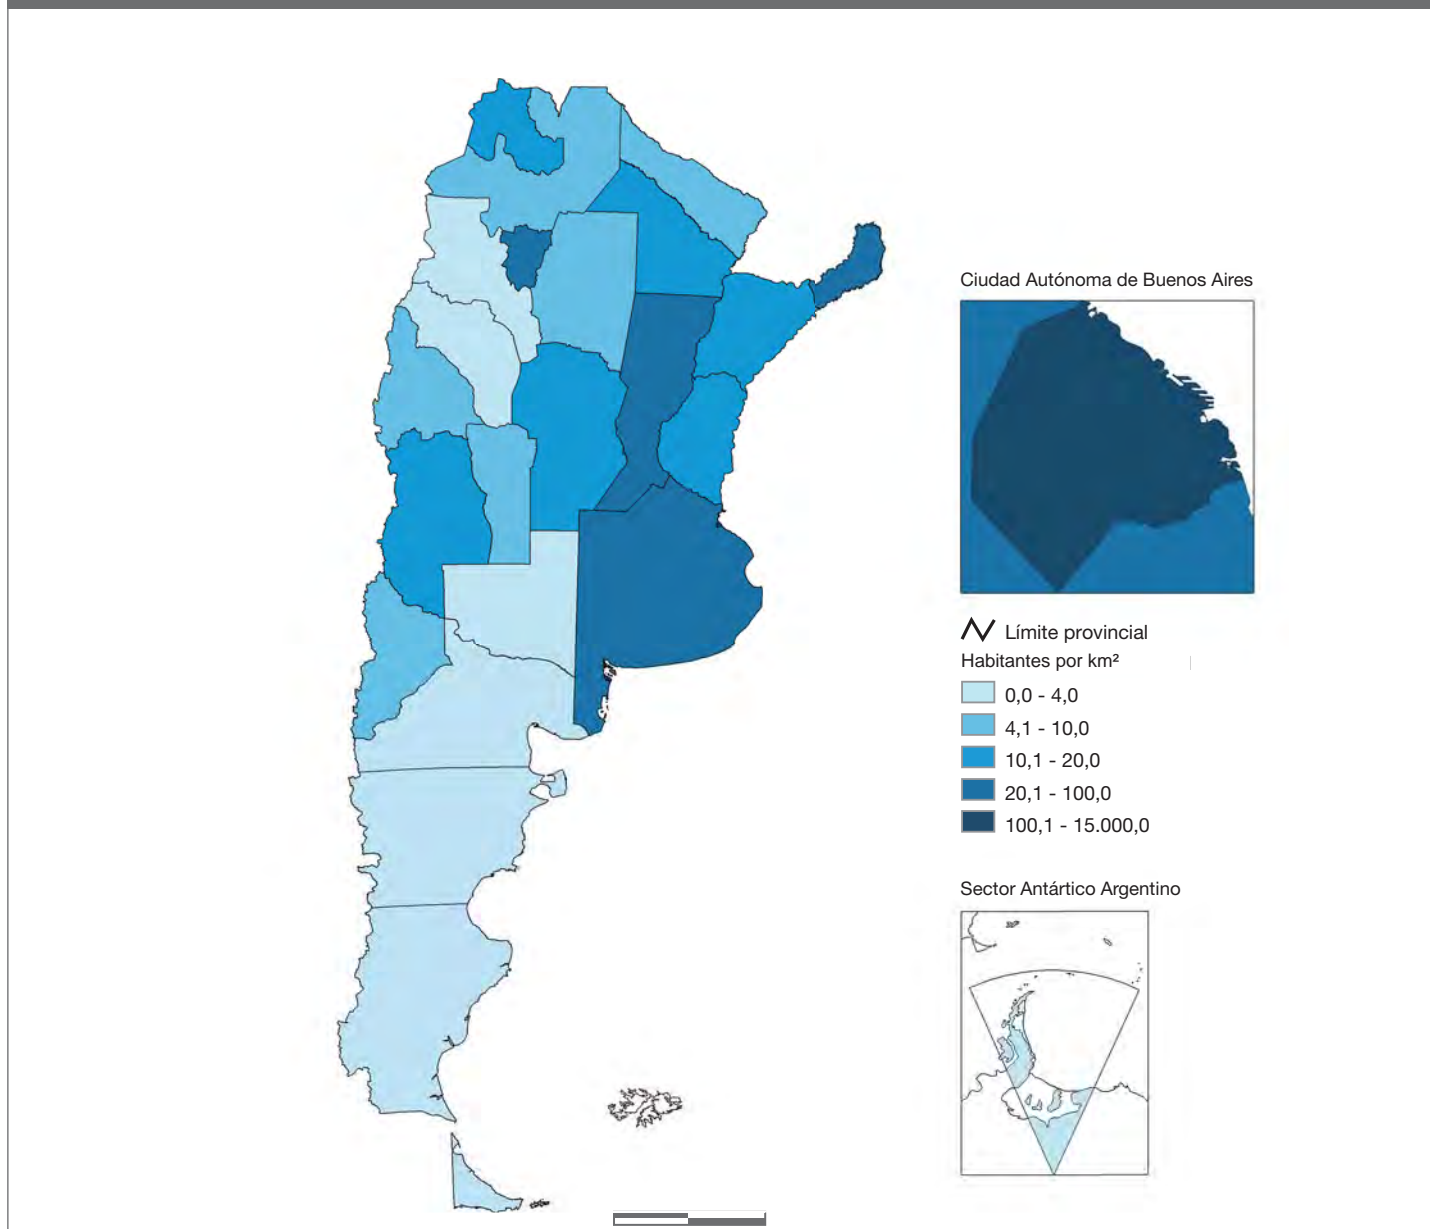 Ciudad Autónoma de Buenos Aires
Límite provincial
Habitantes por km²
0,0 - 4,0
4,1 - 10,0
10,1 - 20,0
20,1 - 100,0
100,1 - 15.000,0
Sector Antártico Argentino